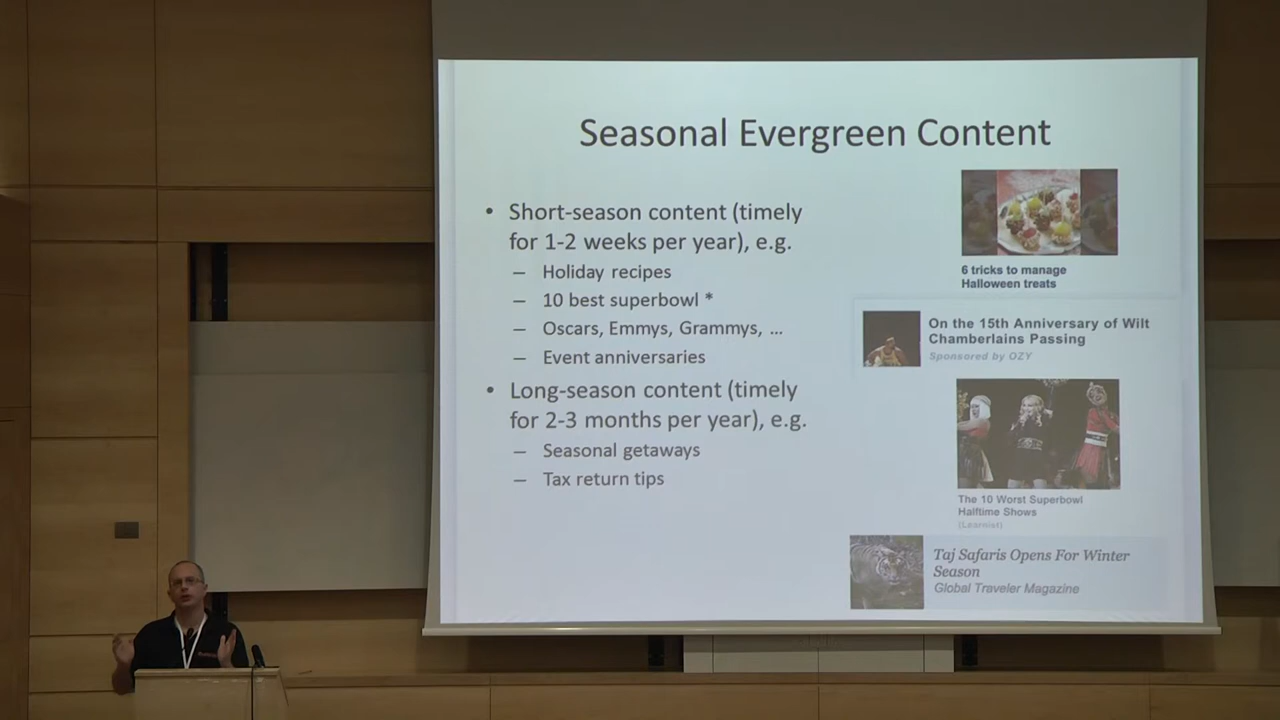 Seasonal Evergreen Content
• Short-season content (timely
for 1-2 weeks per year), e.g.
– Holiday recipes
– 10 best superbowl *
– Oscars, Emmys, Grammys, ...
– Event anniversaries
• Long-season content (timely
for 2-3 months per year), e.g.
– Seasonal getaways
– Tax return tips
6 tricks to manage
Halloween treats
On the 15th Anniversary of Wilt
Chamberlains Passing
Sponsored by OZY
The 10 Worst Superbowl
Halftime Shows
(Learnist)
Taj Safaris Opens For Winter
Season
Global Traveler Magazine